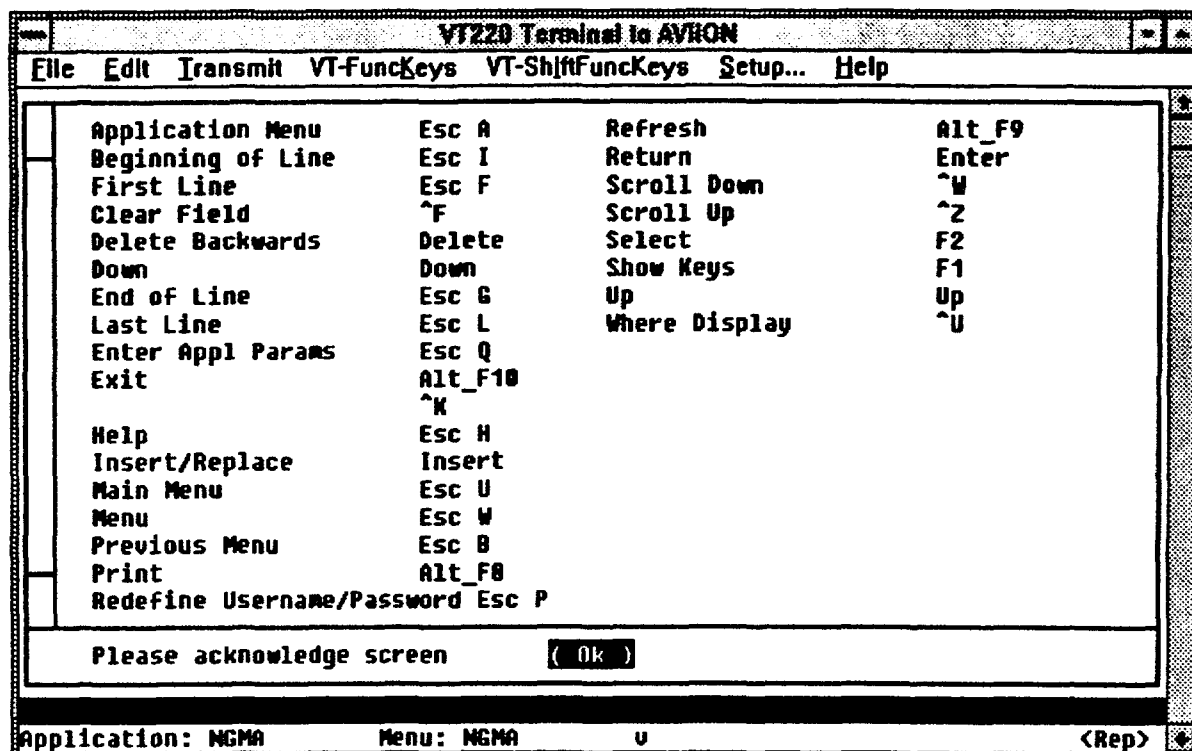 VT220 Terminal to AVIION
File Edit Transmit VT-FuncKeys VT-ShiftFuncKeys Setup... Help
Application Menu Esc A Refresh Alt_F9
Beginning of Line Esc I Return Enter
First Line Esc F Scroll Down ^W
Clear Field ^F Scroll Up ^Z
Delete Backwards Delete Select F2
Down Down Show Keys F1
End of Line Esc G Up Up
Last Line Esc L Where Display ^U
Enter Appl Params Esc Q
Exit Alt_F10
^K
Help Esc H
Insert/Replace Insert
Main Menu Esc U
Menu Esc W
Previous Menu Esc B
Print Alt_F8
Redefine Username/Password Esc P
Please acknowledge screen ( Ok )
Application: NGMA Menu: NGMA v <Rep>